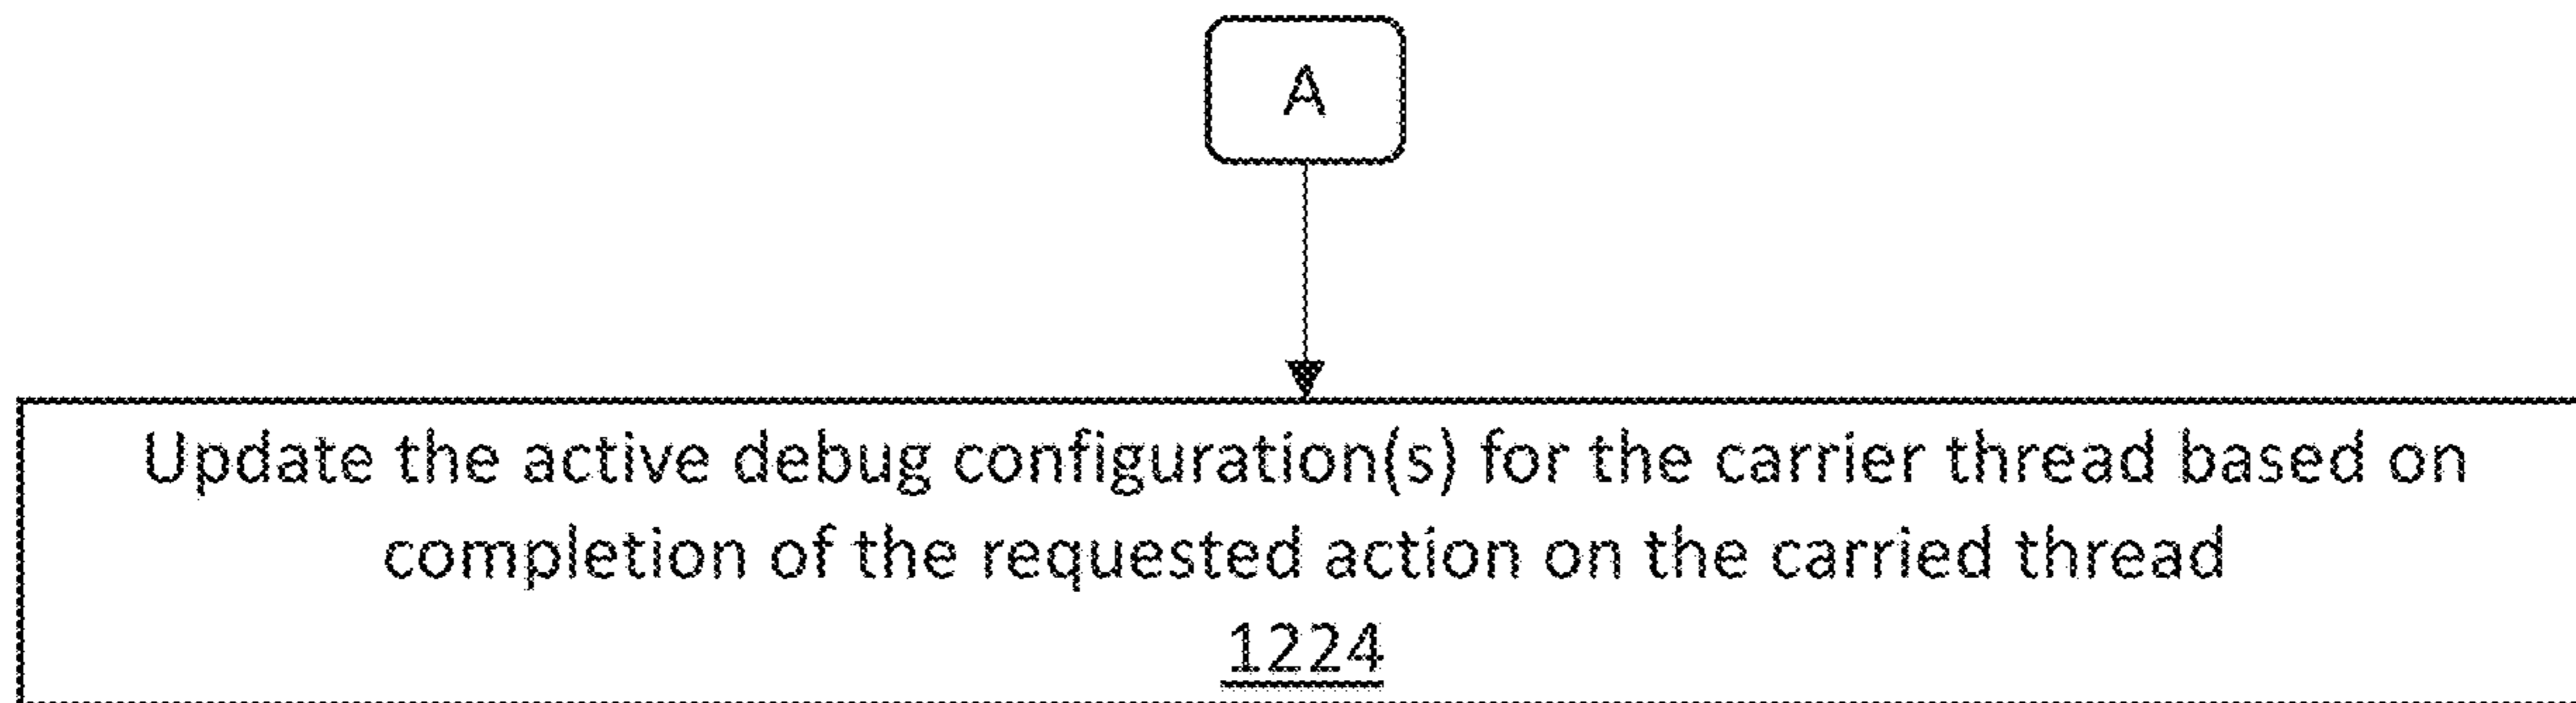 A
Update the active debug configuration(s) for the carrier thread based on
completion of the requested action on the carried thread
1224